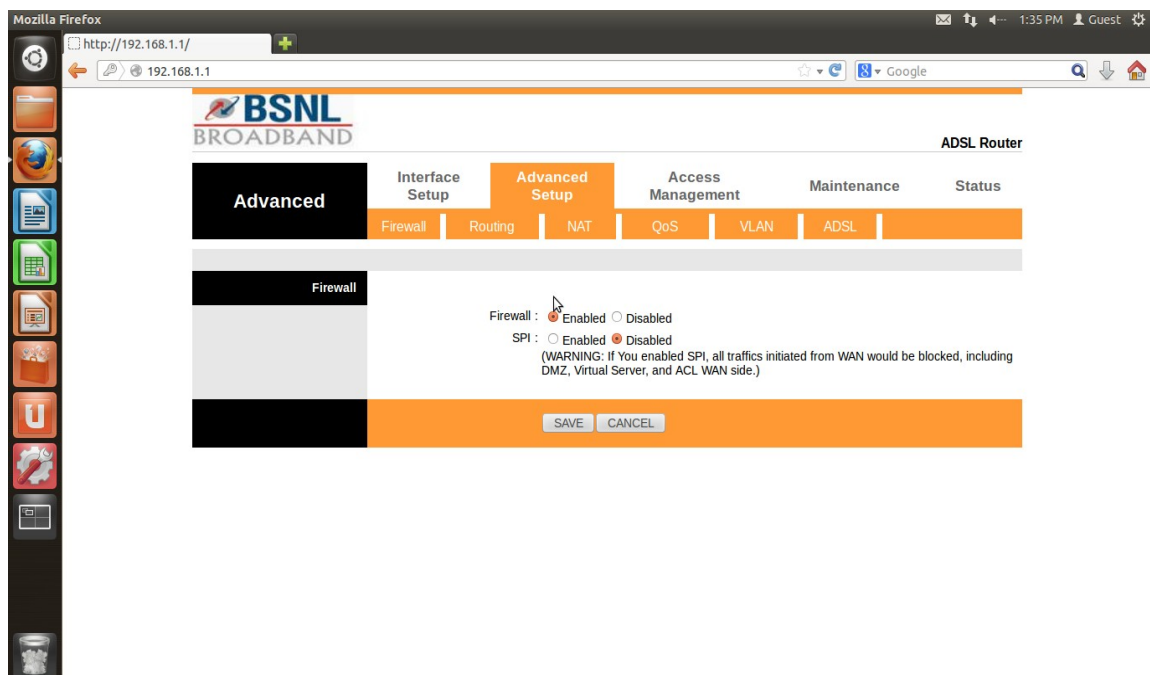 Mozilla Firefox
1:35 PM Guest
http://192.168.1.1/
192.168.1.1
Google
BSNL
BROADBAND
ADSL Router
Advanced
Interface Setup
Advanced Setup
Access Management
Maintenance
Status
Firewall Routing NAT QoS VLAN ADSL
Firewall
Firewall : Enabled Disabled
SPI : Enabled Disabled
(WARNING: If You enabled SPI, all traffics initiated from WAN would be blocked, including
DMZ, Virtual Server, and ACL WAN side.)
SAVE CANCEL